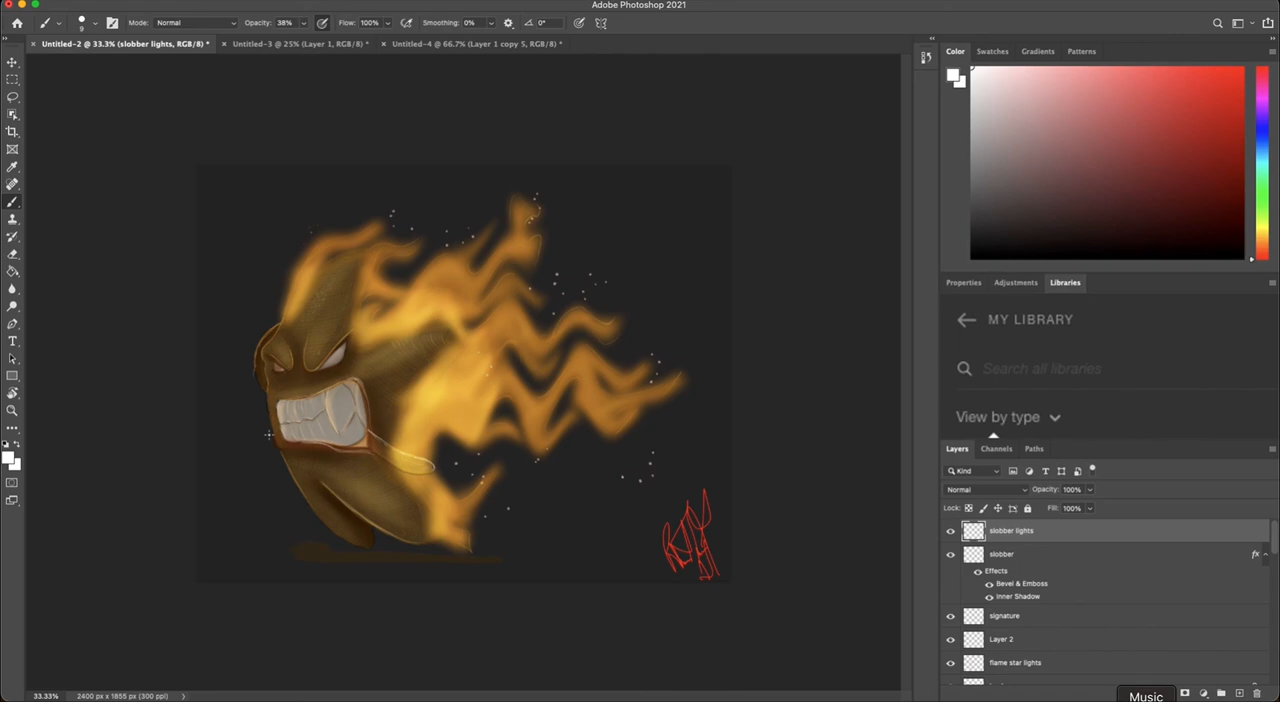 Adobe Photoshop 2021
9 Mode: Normal Opacity: 38% Flow: 100% Smoothing: 0% 0°
× Untitled-2 @ 33.3% (slobber lights, RGB/8) * × Untitled-3 @ 25% (Layer 1, RGB/8) * × Untitled-4 @ 66.7% (Layer 1 copy 5, RGB/8) *
Color Swatches Gradients Patterns
Properties Adjustments Libraries
MY LIBRARY
Search all libraries
View by type
Layers Channels Paths
Kind
Normal Opacity: 100%
Lock: Fill: 100%
slobber lights
slobber fx
Effects
Bevel & Emboss
Inner Shadow
signature
Layer 2
flame star lights
33.33% 2400 px x 1855 px (300 ppi)
Music